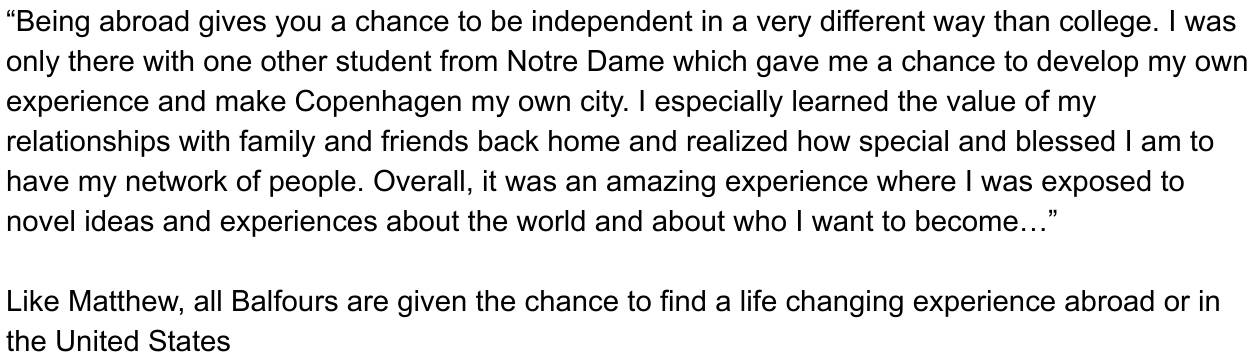 “Being abroad gives you a chance to be independent in a very different way than college. I was
only there with one other student from Notre Dame which gave me a chance to develop my own
experience and make Copenhagen my own city. I especially learned the value of my
relationships with family and friends back home and realized how special and blessed I am to
have my network of people. Overall, it was an amazing experience where I was exposed to
novel ideas and experiences about the world and about who I want to become…”
Like Matthew, all Balfours are given the chance to find a life changing experience abroad or in
the United States